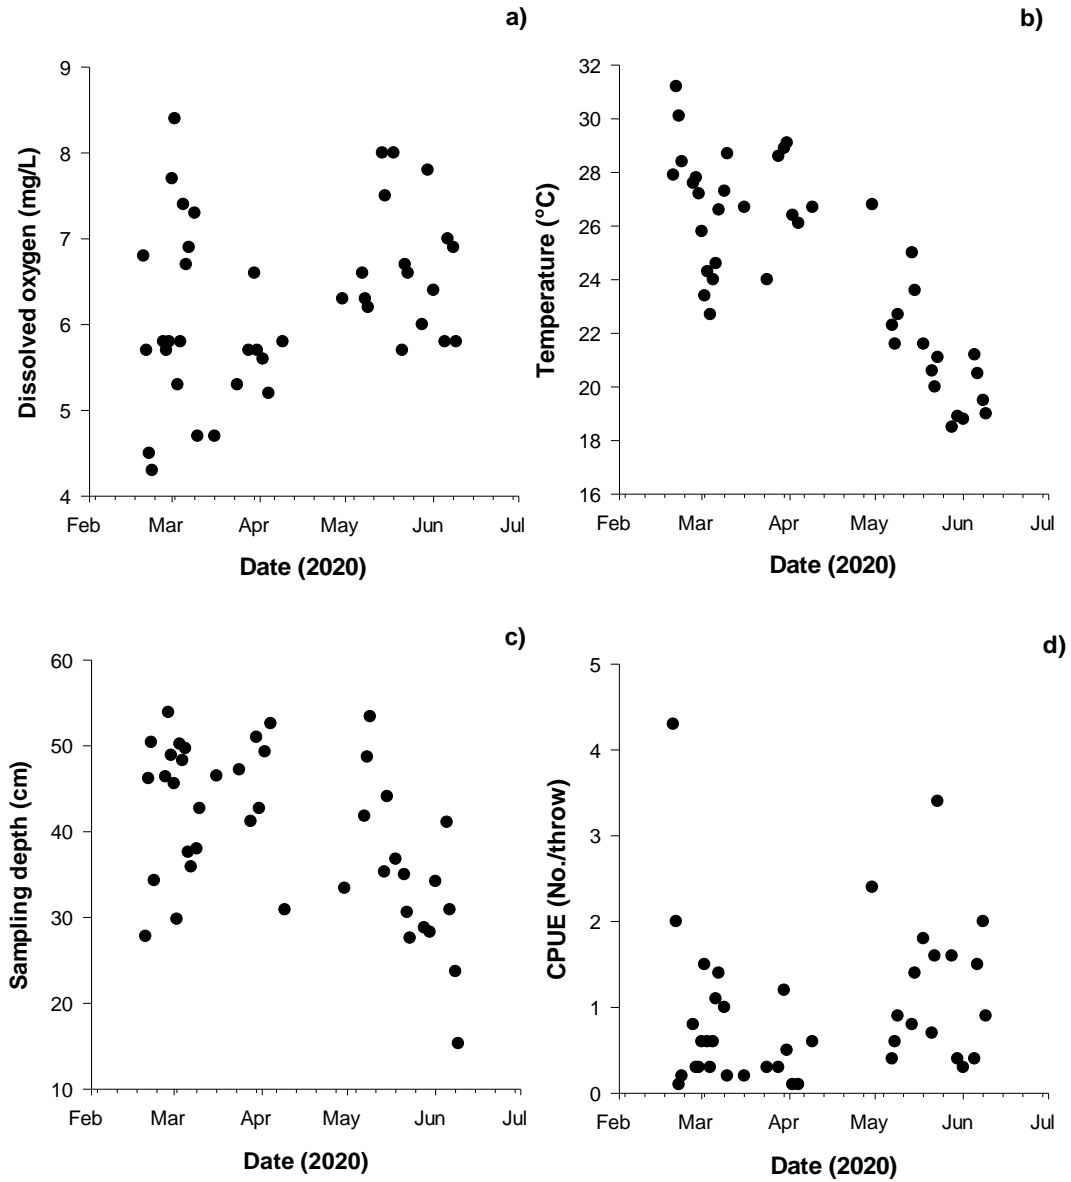 a)
9
8
7
6
5
4
Dissolved oxygen (mg/L)
Feb Mar Apr May Jun Jul
Date (2020)
b)
32
30
28
26
24
22
20
18
16
Temperature (°C)
Feb Mar Apr May Jun Jul
Date (2020)
c)
60
50
40
30
20
10
Sampling depth (cm)
Feb Mar Apr May Jun Jul
Date (2020)
d)
5
4
3
2
1
0
CPUE (No./throw)
Feb Mar Apr May Jun Jul
Date (2020)